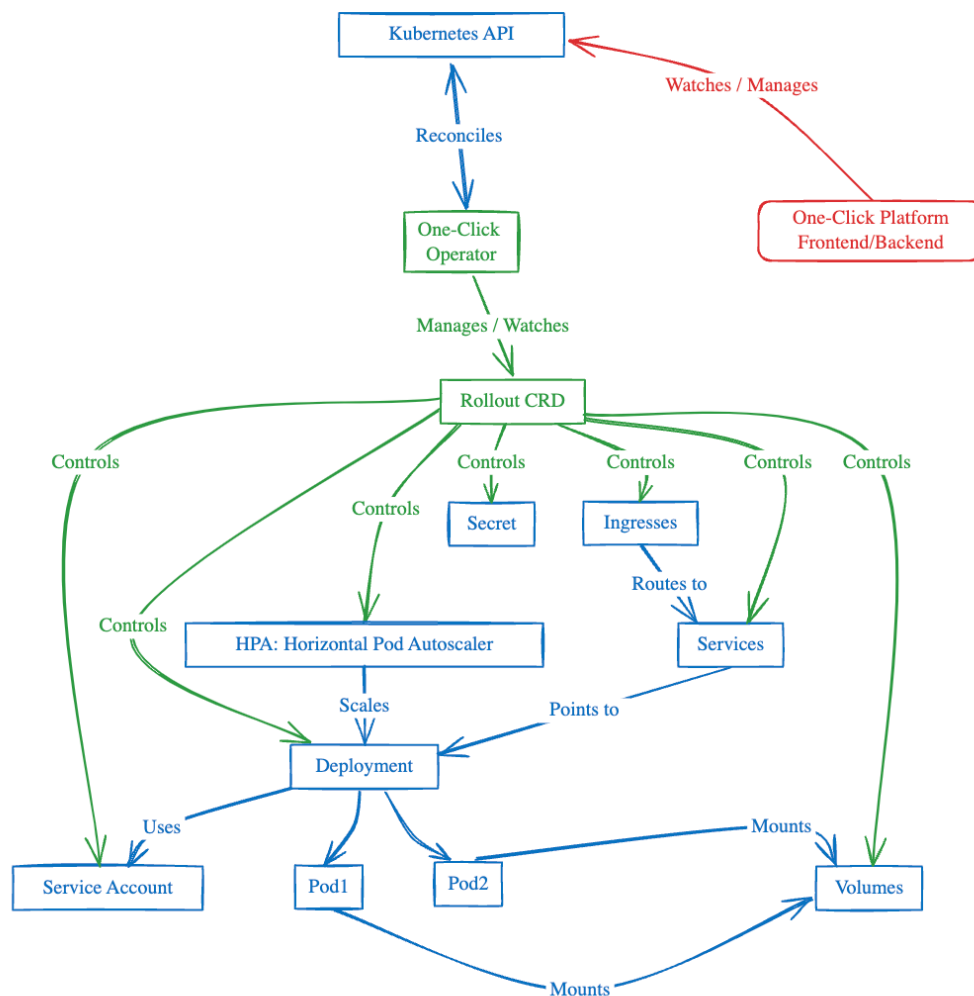 Kubernetes API
Watches / Manages
Reconciles
One-Click Platform
Frontend/Backend
One-Click
Operator
Manages / Watches
Rollout CRD
Controls
Controls
Controls
Controls
Controls
Controls
Controls
Secret
Ingresses
Routes to
HPA: Horizontal Pod Autoscaler
Services
Scales
Points to
Deployment
Uses
Mounts
Service Account
Pod1
Pod2
Volumes
Mounts